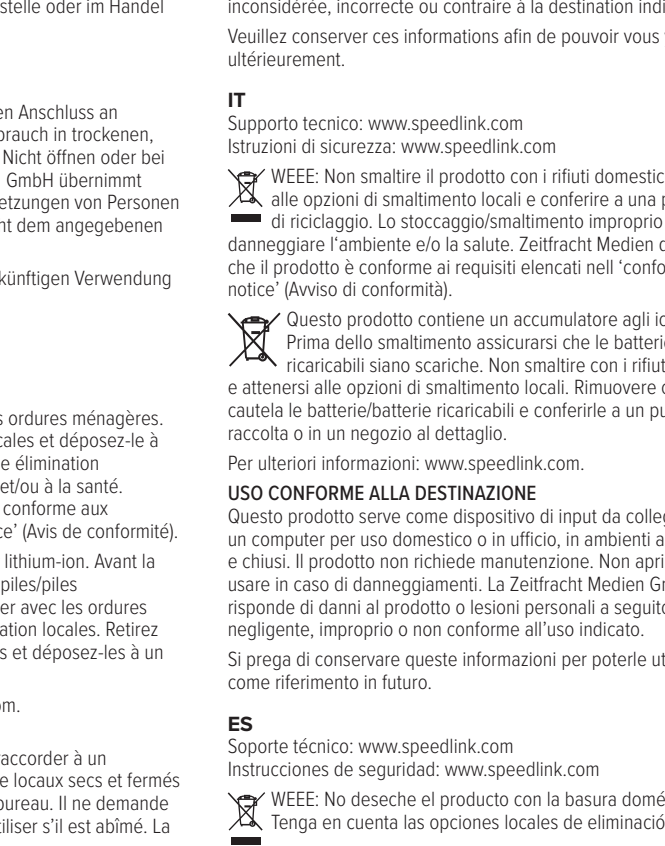 stelle oder im Handel
en Anschluss an
brauch in trockenen,
Nicht öffnen oder bei
GmbH übernimmt
etzungen von Personen
ht dem angegebenen
künftigen Verwendung
s ordures ménagères.
cales et déposez-le à
e élimination
et/ou à la santé.
conforme aux
ce’ (Avis de conformité).
lithium-ion. Avant la
piles/piles
er avec les ordures
ation locales. Retirez
s et déposez-les à un
om.
raccorder à un
e locaux secs et fermés
bureau. Il ne demande
tiliser s’il est abîmé. La
inconsidérée, incorrecte ou contraire à la destination indi
Veuillez conserver ces informations afin de pouvoir vous
ultérieurement.
IT
Supporto tecnico: www.speedlink.com
Istruzioni di sicurezza: www.speedlink.com
WEEE: Non smaltire il prodotto con i rifiuti domestic
alle opzioni di smaltimento locali e conferire a una p
di riciclaggio. Lo stoccaggio/smaltimento improprio
danneggiare l‘ambiente e/o la salute. Zeitfracht Medien
che il prodotto è conforme ai requisiti elencati nell ‘confo
notice’ (Avviso di conformità).
Questo prodotto contiene un accumulatore agli io
Prima dello smaltimento assicurarsi che le batterie
ricaricabili siano scariche. Non smaltire con i rifiut
e attenersi alle opzioni di smaltimento locali. Rimuovere
cautela le batterie/batterie ricaricabili e conferirle a un pu
raccolta o in un negozio al dettaglio.
Per ulteriori informazioni: www.speedlink.com.
USO CONFORME ALLA DESTINAZIONE
Questo prodotto serve come dispositivo di input da colleg
un computer per uso domestico o in ufficio, in ambienti a
e chiusi. Il prodotto non richiede manutenzione. Non apri
usare in caso di danneggiamenti. La Zeitfracht Medien Gm
risponde di danni al prodotto o lesioni personali a seguito
negligente, improprio o non conforme all’uso indicato.
Si prega di conservare queste informazioni per poterle ut
come riferimento in futuro.
ES
Soporte técnico: www.speedlink.com
Instrucciones de seguridad: www.speedlink.com
WEEE: No deseche el producto con la basura domé
Tenga en cuenta las opciones locales de eliminació